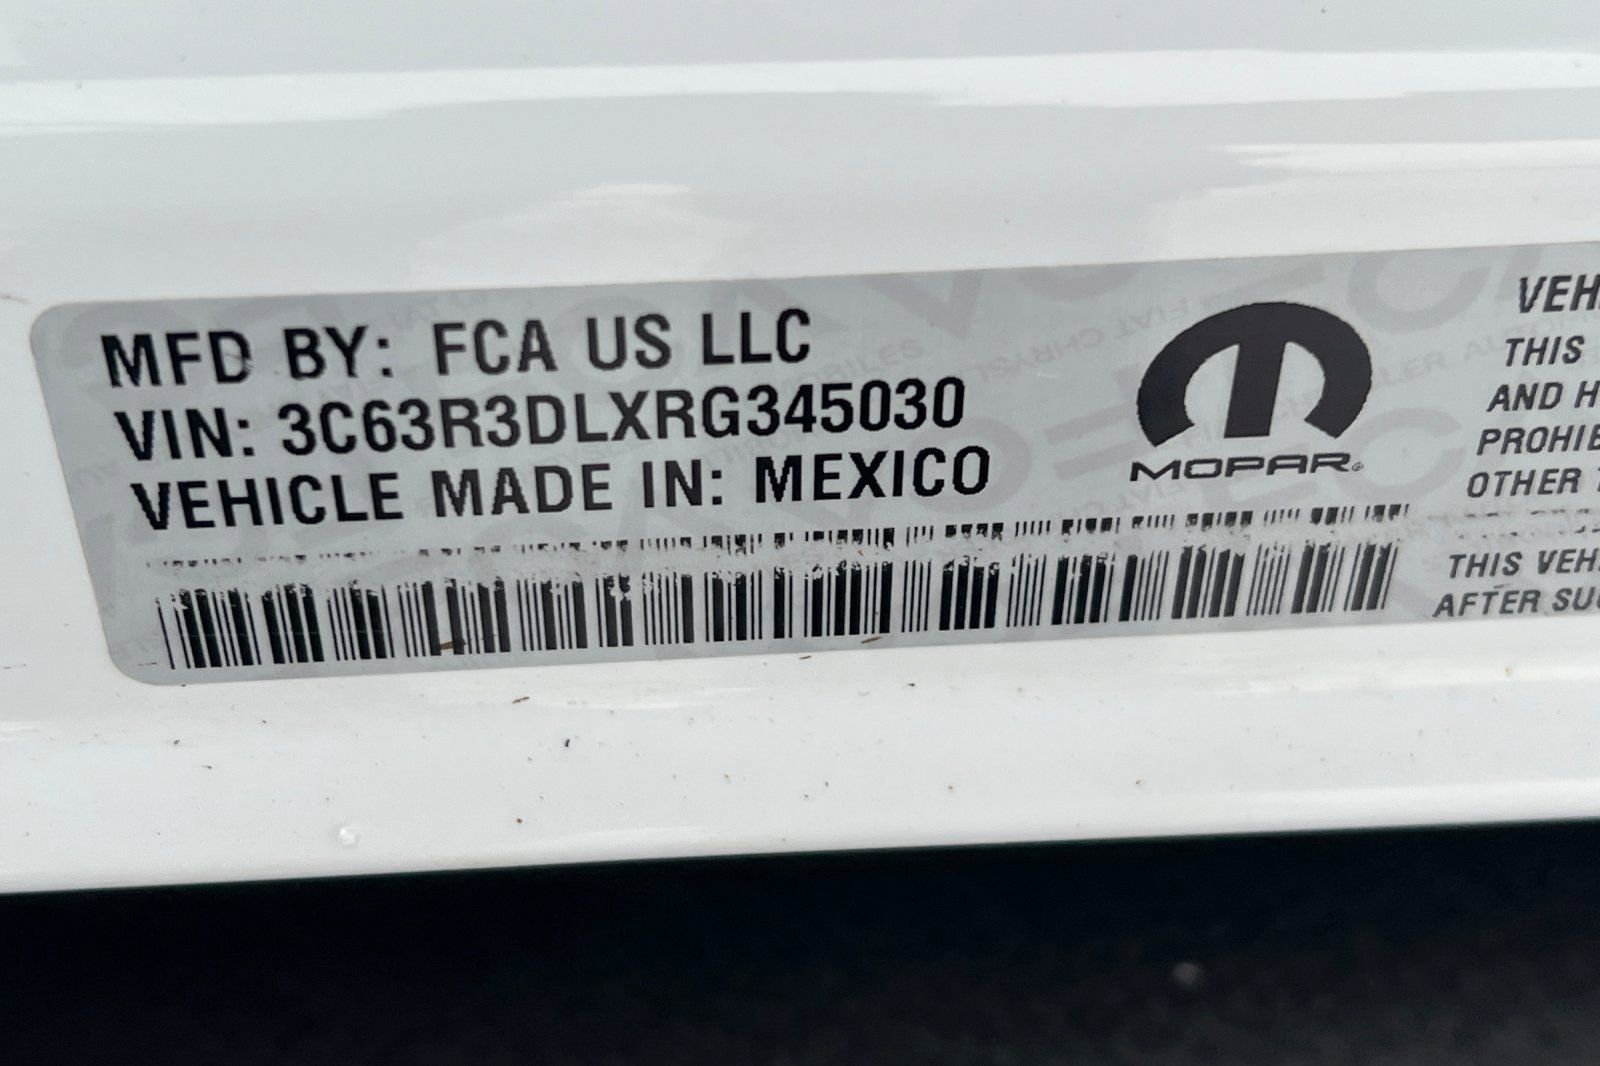 MFD BY: FCA US LLC
VIN: 3C63R3DLXRG345030
VEHICLE MADE IN: MEXICO
MOPAR®
VEH
THIS
AND H
PROHIB
OTHER T
THIS VEH
AFTER SU